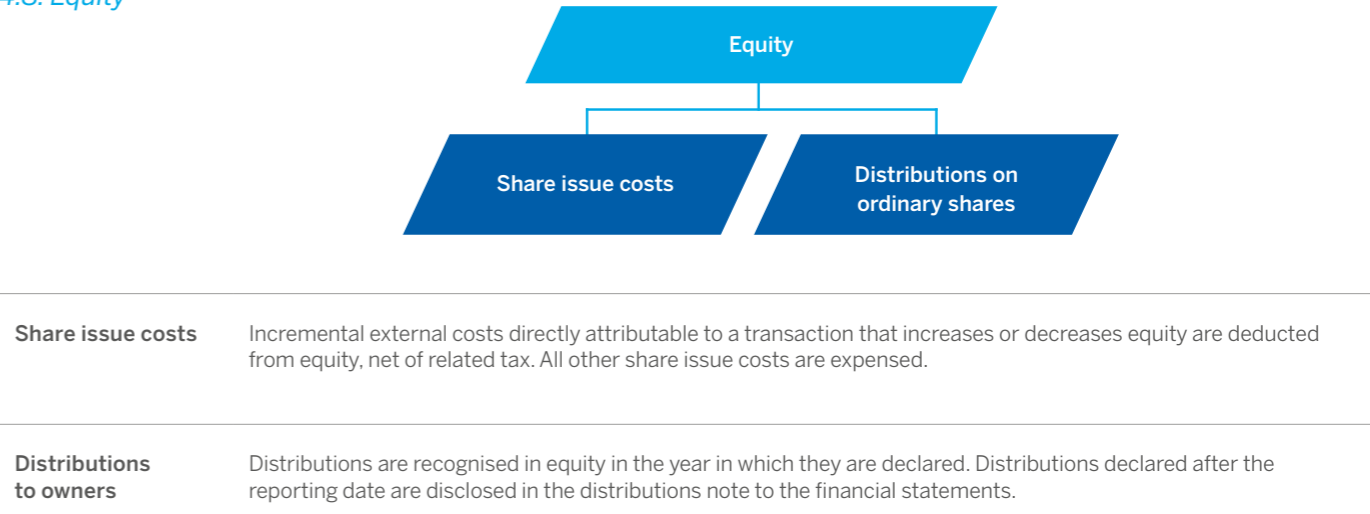 4.8. Equity
Equity
Share issue costs
Distributions on
ordinary shares
Share issue costs
Incremental external costs directly attributable to a transaction that increases or decreases equity are deducted
from equity, net of related tax. All other share issue costs are expensed.
Distributions
to owners
Distributions are recognised in equity in the year in which they are declared. Distributions declared after the
reporting date are disclosed in the distributions note to the financial statements.